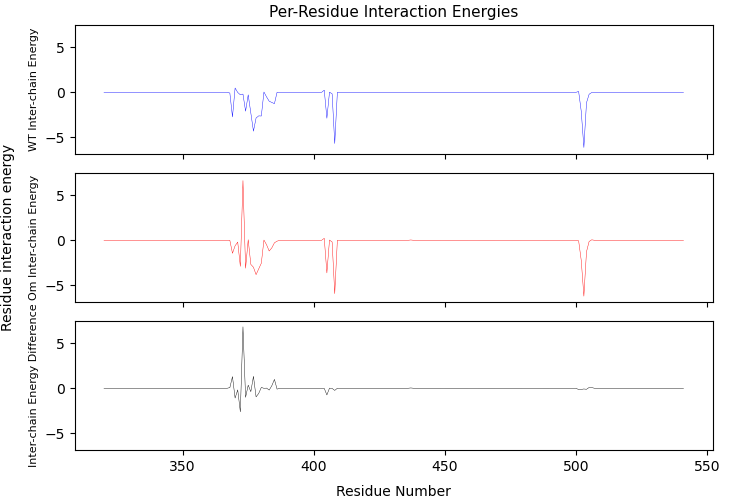 Per-Residue Interaction Energies
Residue interaction energy
WT Inter-chain Energy
5
0
−5
Om Inter-chain Energy
5
0
−5
Inter-chain Energy Difference
5
0
−5
350
400
450
500
550
Residue Number